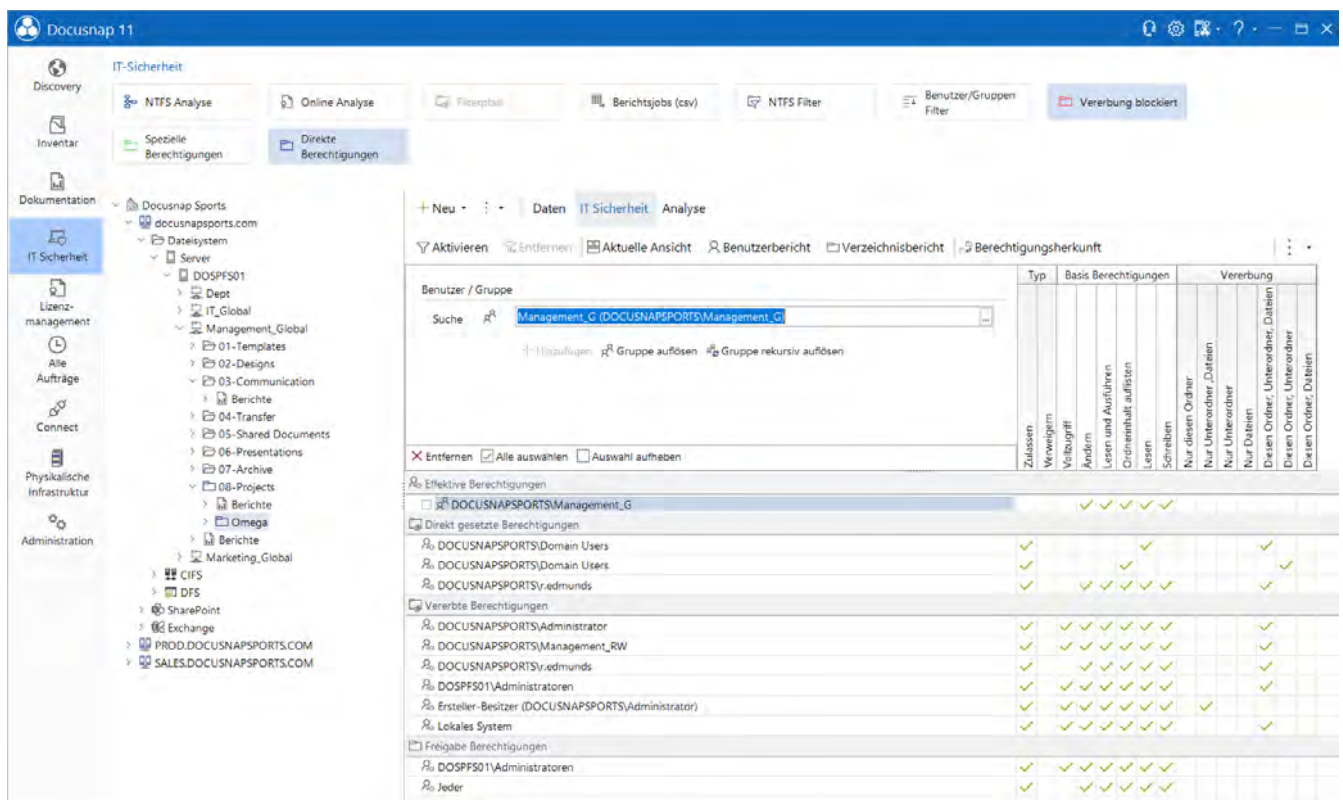 Docusnap 11
Discovery
Inventar
Dokumentation
IT Sicherheit
Lizenz-
management
Alle
Aufträge
Connect
Physikalische
Infrastruktur
Administration
IT-Sicherheit
NTFS Analyse
Online Analyse
Filterplan
Berichtsjobs (csv)
NTFS Filter
Benutzer/Gruppen
Filter
Vererbung blockiert
Spezielle
Berechtigungen
Direkte
Berechtigungen
Docusnap Sports
docusnapsports.com
Dateisystem
Server
DOSPFS01
Dept
IT_Global
Management_Global
01-Templates
02-Designs
03-Communication
Berichte
04-Transfer
05-Shared Documents
06-Presentations
07-Archive
08-Projects
Berichte
Omega
Berichte
Marketing_Global
CIFS
DFS
SharePoint
Exchange
PROD.DOCUSNAPSPORTS.COM
SALES.DOCUSNAPSPORTS.COM
Neu
Daten IT Sicherheit Analyse
Aktivieren Entfernen Aktuelle Ansicht Benutzerbericht Verzeichnisbericht Berechtigungsherkunft
Benutzer / Gruppe
Suche Management_G (DOCUSNAPSPORTS\Management_G) ...
Hinzufügen Gruppe auflösen Gruppe rekursiv auflösen
Entfernen Alle auswählen Auswahl aufheben
Typ Basis Berechtigungen Vererbung
Zulassen
Verweigern
Vollzugriff
Ändern
Lesen und Ausführen
Ordnerinhalt auflisten
Lesen
Schreiben
Nur diesen Ordner
Nur Unterordner ,Dateien
Nur Unterordner
Nur Dateien
Diesen Ordner, Unterordner, Dateien
Diesen Ordner, Unterordner
Diesen Ordner, Dateien
Effektive Berechtigungen
DOCUSNAPSPORTS\Management_G
Direkt gesetzte Berechtigungen
DOCUSNAPSPORTS\Domain Users
DOCUSNAPSPORTS\Domain Users
DOCUSNAPSPORTS\r.edmunds
Vererbte Berechtigungen
DOCUSNAPSPORTS\Administrator
DOCUSNAPSPORTS\Management_RW
DOCUSNAPSPORTS\r.edmunds
DOSPFS01\Administratoren
Ersteller-Besitzer (DOCUSNAPSPORTS\Administrator)
Lokales System
Freigabe Berechtigungen
DOSPFS01\Administratoren
Jeder